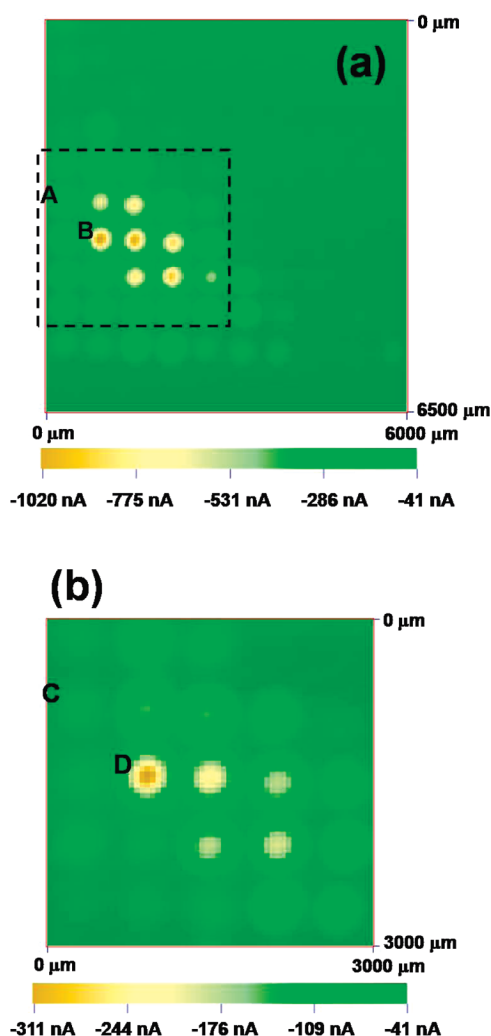 0 μm
(a)
A
B
6500 μm
0 μm 6000 μm
-1020 nA -775 nA -531 nA -286 nA -41 nA
(b)
0 μm
C
D
3000 μm
0 μm 3000 μm
-311 nA -244 nA -176 nA -109 nA -41 nA